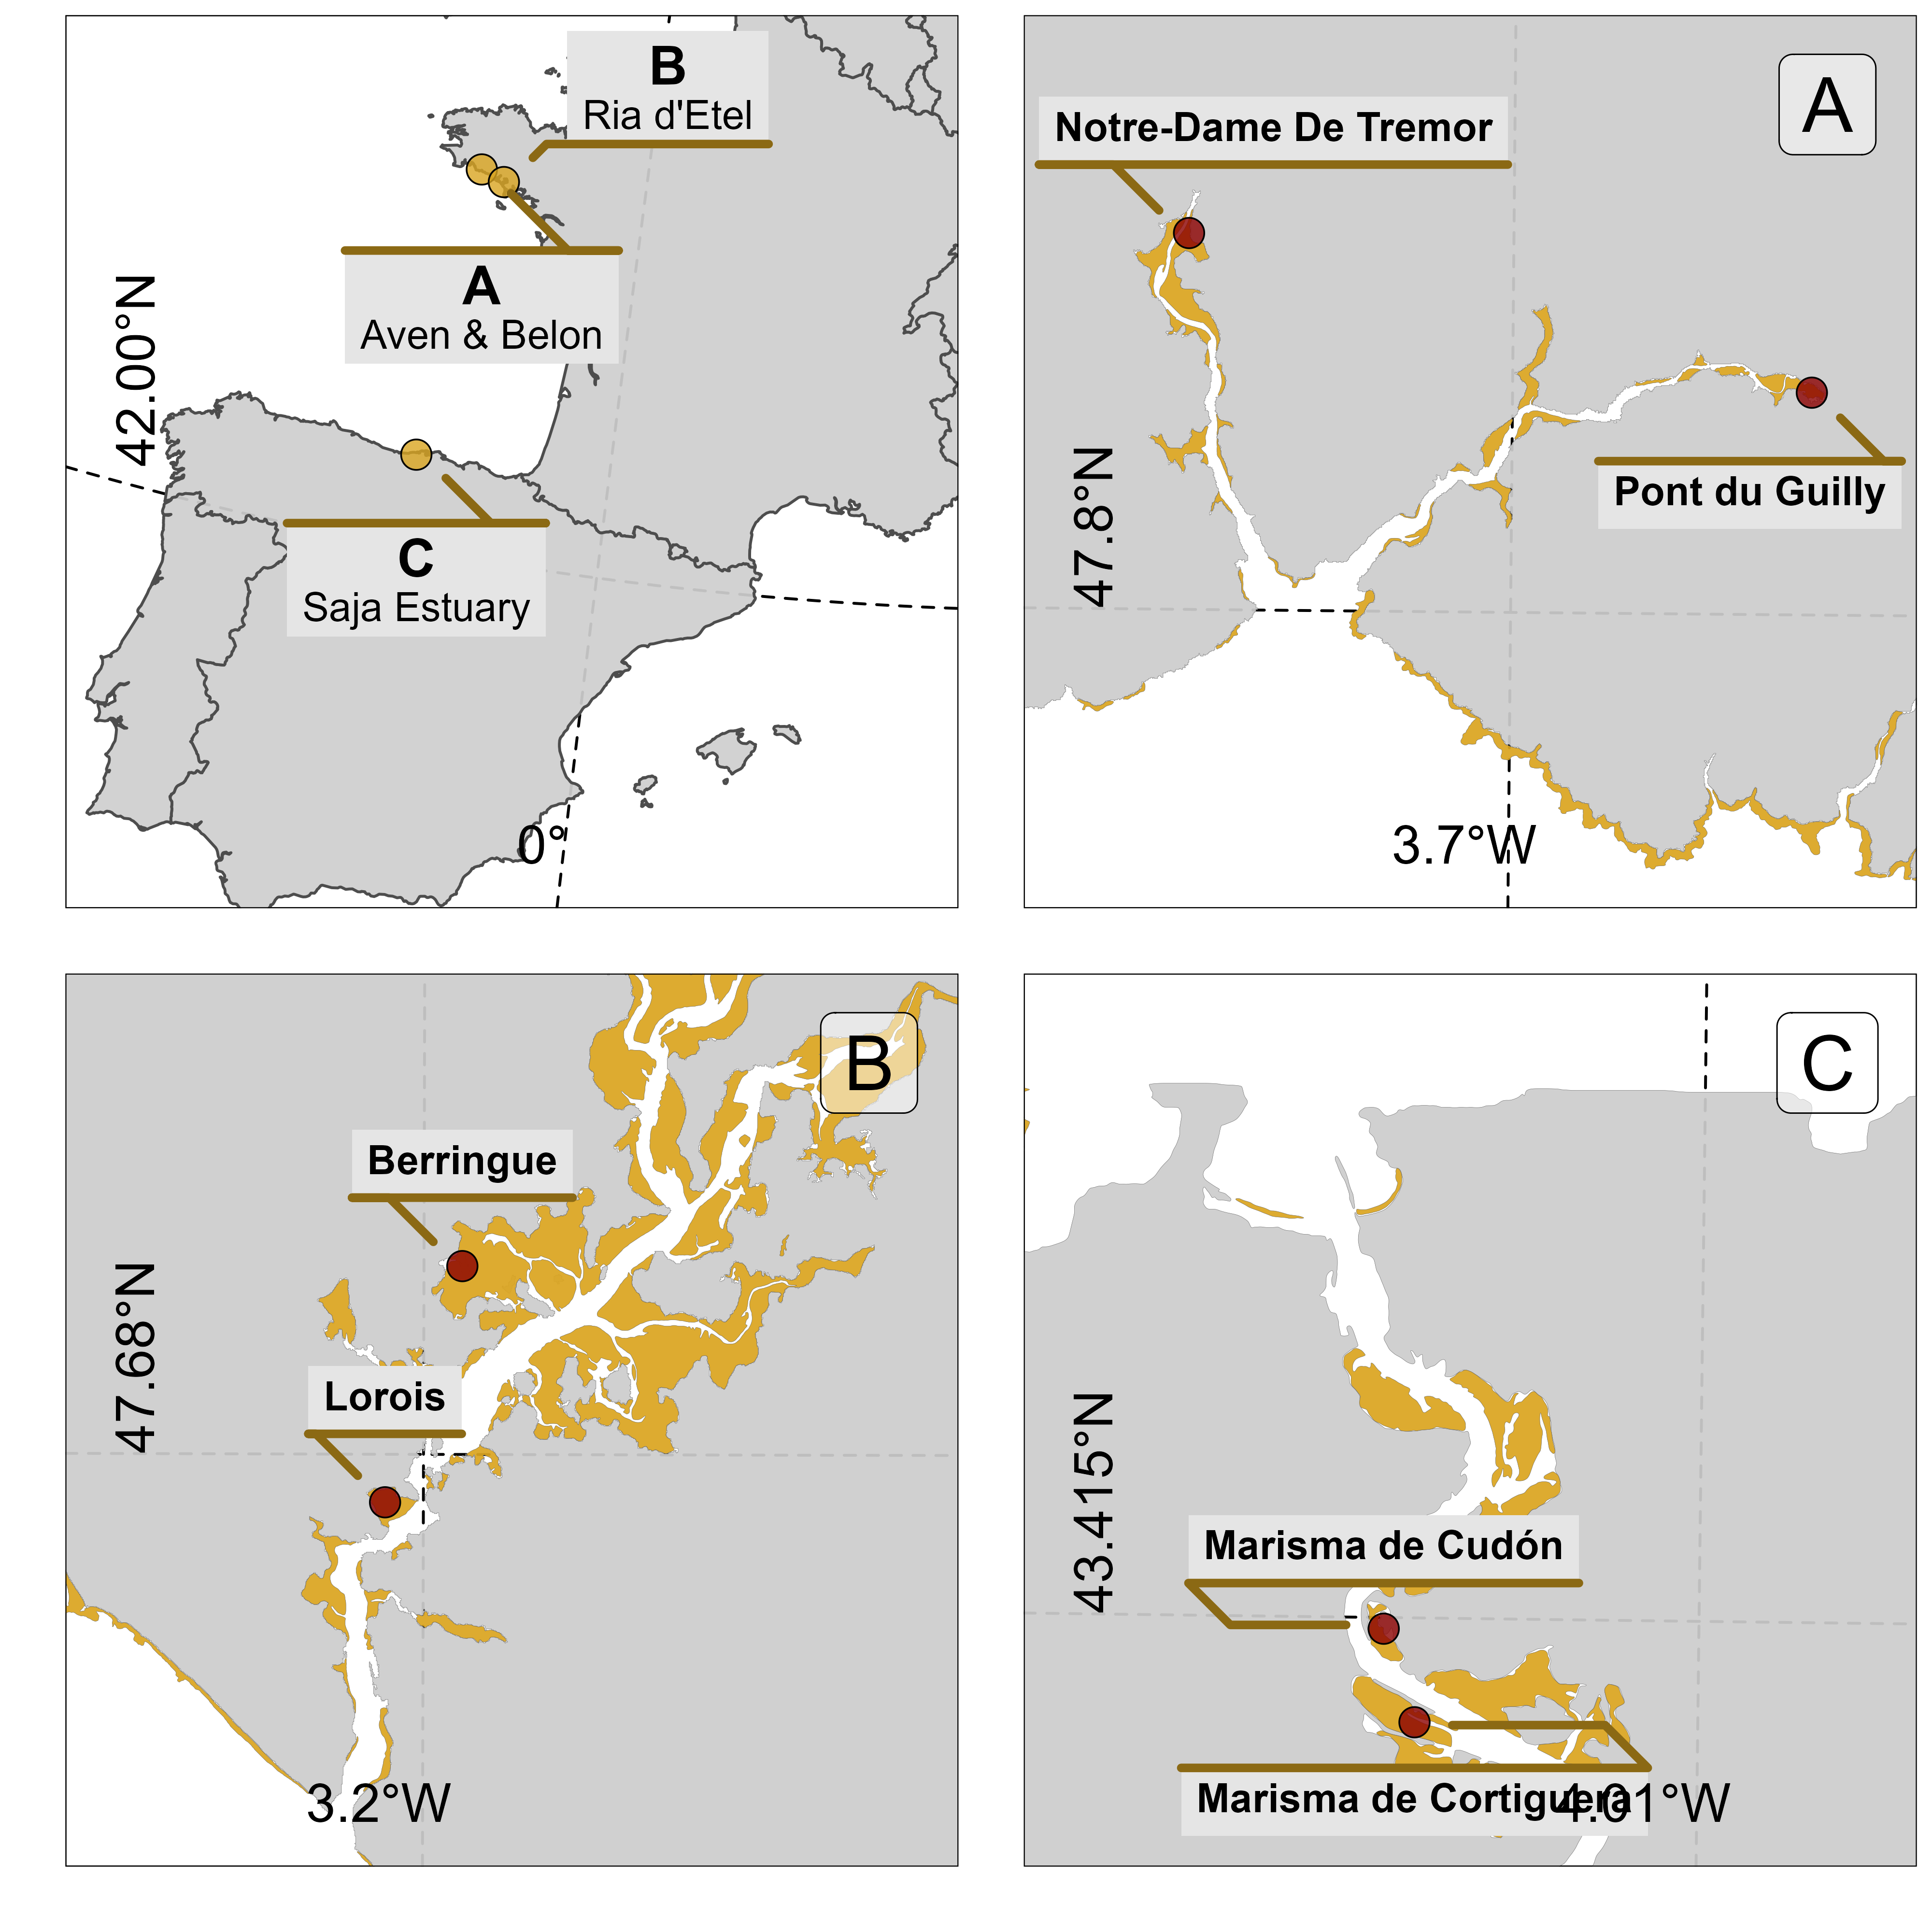 B
Ria d'Etel
A
Aven & Belon
42.00°N
C
Saja Estuary
0°
A
Notre-Dame De Tremor
Pont du Guilly
47.8°N
3.7°W
B
Berringue
47.68°N
Lorois
3.2°W
C
43.415°N
Marisma de Cudón
Marisma de Cortiguera
4.01°W